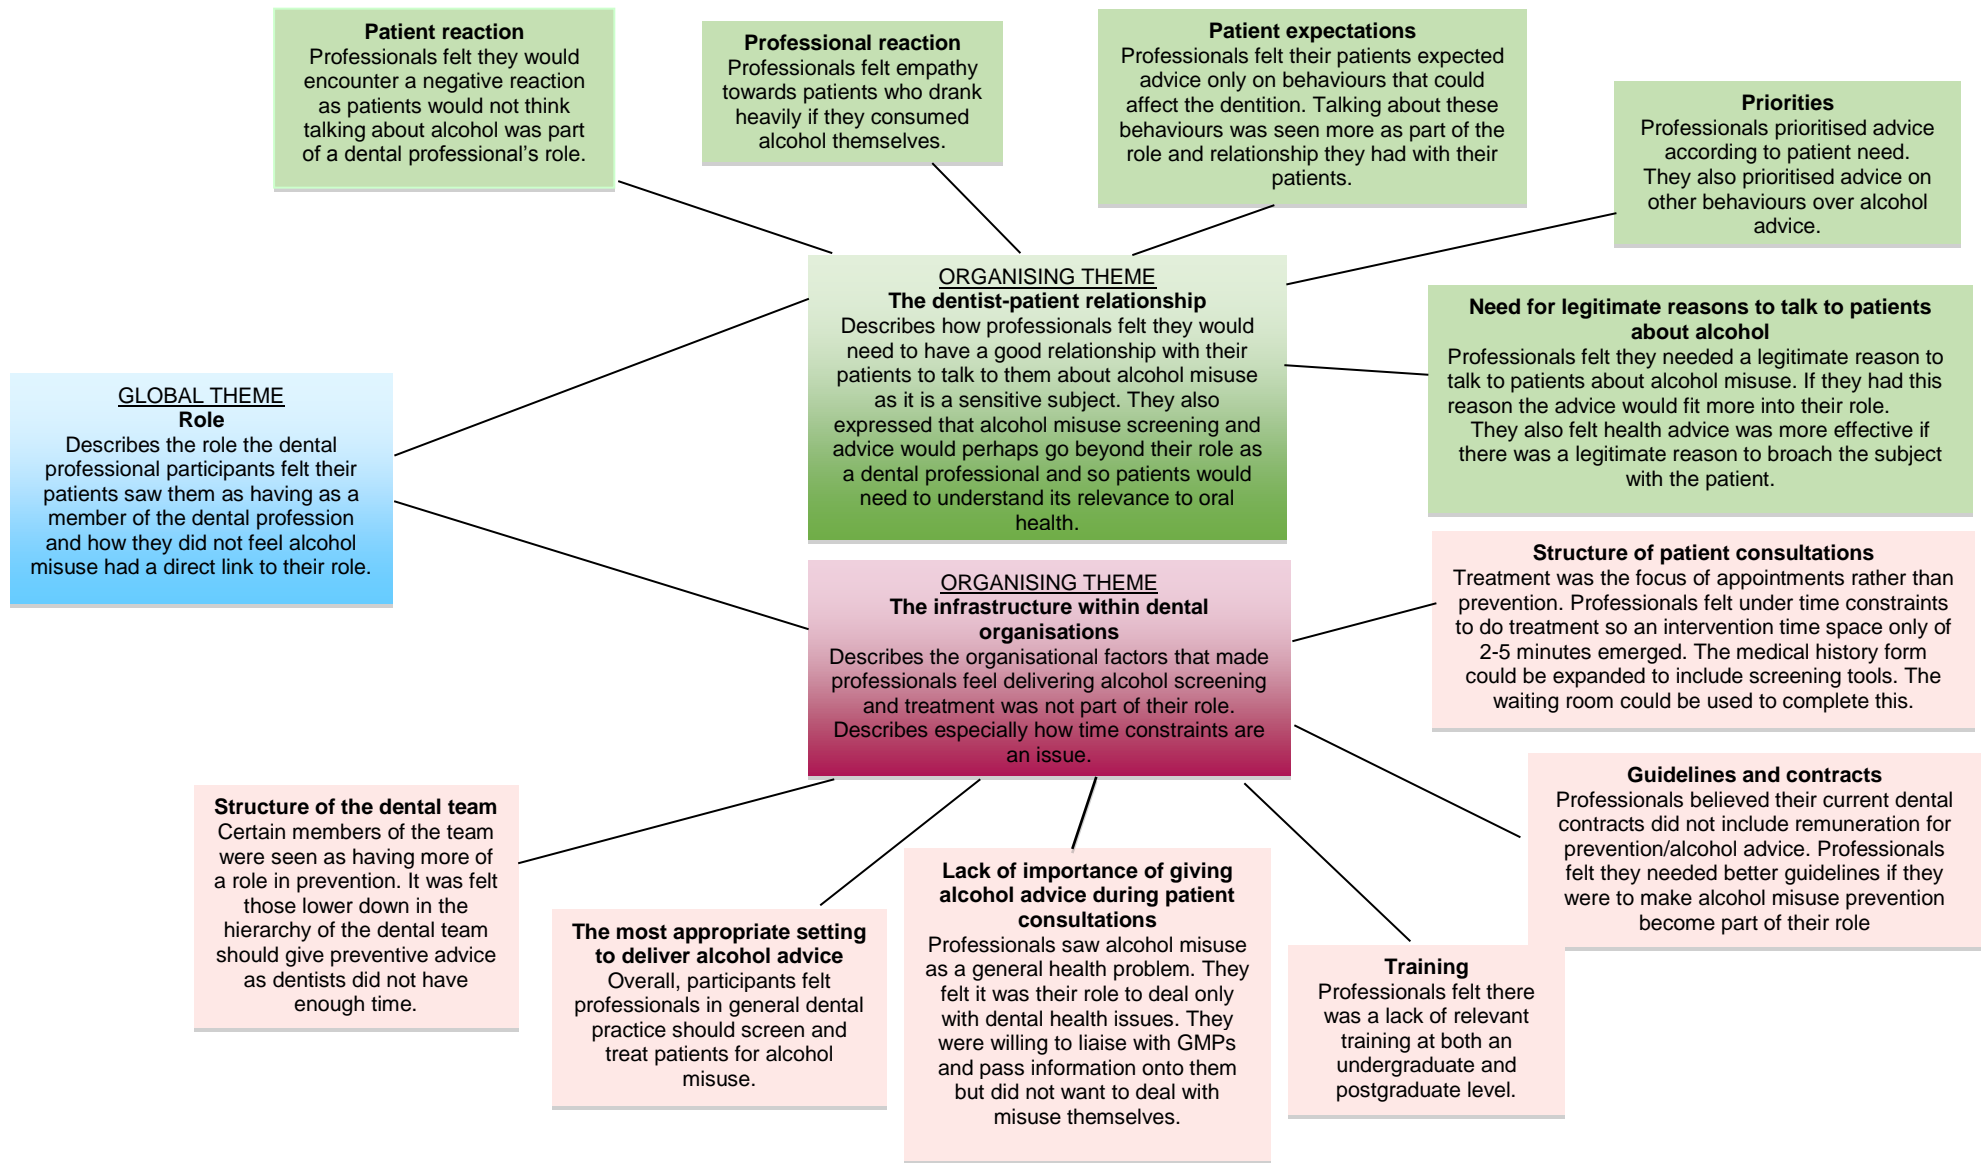 Patient reaction
Professionals felt they would
encounter a negative reaction
as patients would not think
talking about alcohol was part
of a dental professional's role.
Professional reaction
Professionals felt empathy
towards patients who drank
heavily if they consumed
alcohol themselves.
Patient expectations
Professionals felt their patients expected
advice only on behaviours that could
affect the dentition. Talking about these
behaviours was seen more as part of the
role and relationship they had with their
patients.
Priorities
Professionals prioritised advice
according to patient need.
They also prioritised advice on
other behaviours over alcohol
advice.
ORGANISING THEME
The dentist-patient relationship
Describes how professionals felt they would
need to have a good relationship with their
patients to talk to them about alcohol misuse
as it is a sensitive subject. They also
expressed that alcohol misuse screening and
advice would perhaps go beyond their role as
a dental professional and so patients would
need to understand its relevance to oral
health.
Need for legitimate reasons to talk to patients
about alcohol
Professionals felt they needed a legitimate reason to
talk to patients about alcohol misuse. If they had this
reason the advice would fit more into their role.
They also felt health advice was more effective if
there was a legitimate reason to broach the subject
with the patient.
GLOBAL THEME
Role
Describes the role the dental
professional participants felt their
patients saw them as having as a
member of the dental profession
and how they did not feel alcohol
misuse had a direct link to their role.
ORGANISING THEME
The infrastructure within dental
organisations
Describes the organisational factors that made
professionals feel delivering alcohol screening
and treatment was not part of their role.
Describes especially how time constraints are
an issue.
Structure of patient consultations
Treatment was the focus of appointments rather than
prevention. Professionals felt under time constraints
to do treatment so an intervention time space only of
2-5 minutes emerged. The medical history form
could be expanded to include screening tools. The
waiting room could be used to complete this.
Guidelines and contracts
Professionals believed their current dental
contracts did not include remuneration for
prevention/alcohol advice. Professionals
felt they needed better guidelines if they
were to make alcohol misuse prevention
become part of their role
Structure of the dental team
Certain members of the team
were seen as having more of
a role in prevention. It was felt
those lower down in the
hierarchy of the dental team
should give preventive advice
as dentists did not have
enough time.
The most appropriate setting
to deliver alcohol advice
Overall, participants felt
professionals in general dental
practice should screen and
treat patients for alcohol
misuse.
Lack of importance of giving
alcohol advice during patient
consultations
Professionals saw alcohol misuse
as a general health problem. They
felt it was their role to deal only
with dental health issues. They
were willing to liaise with GMPs
and pass information onto them
but did not want to deal with
misuse themselves.
Training
Professionals felt there
was a lack of relevant
training at both an
undergraduate and
postgraduate level.